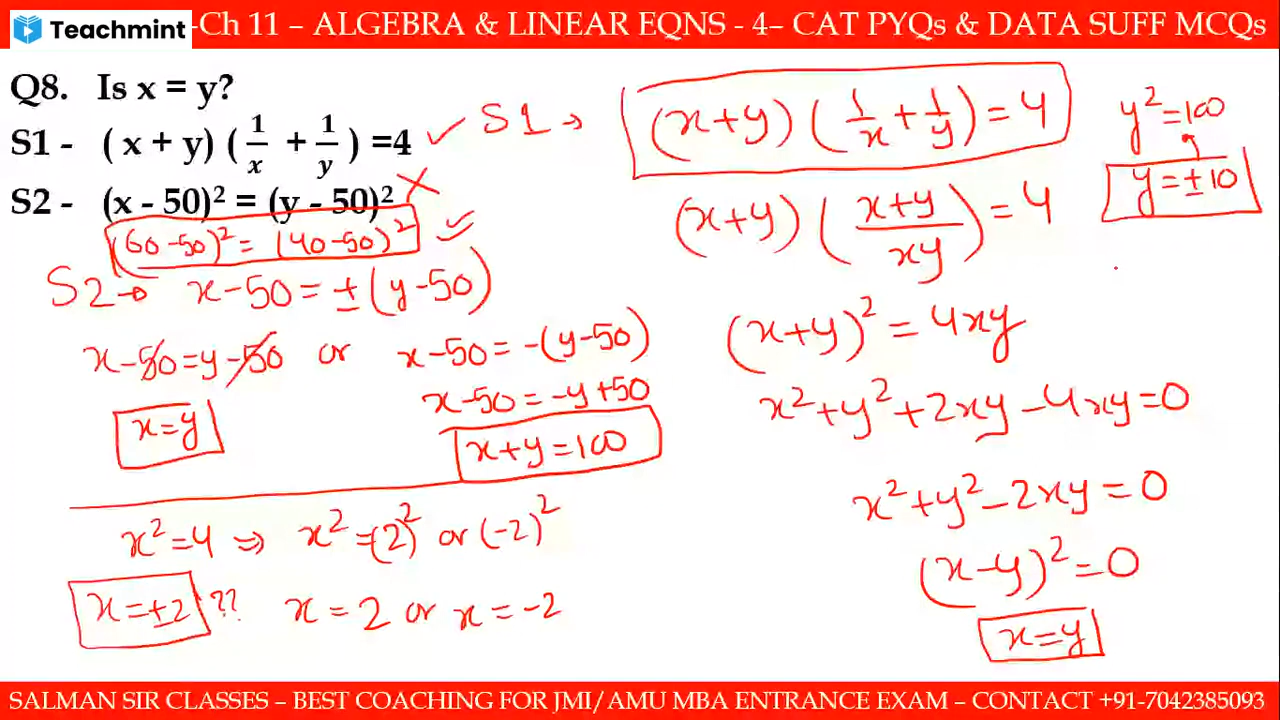 Teachmint -Ch 11 – ALGEBRA & LINEAR EQNS - 4– CAT PYQs & DATA SUFF MCQs
Q8. Is x = y?
S1 - ( x + y) ( 1/x + 1/y ) =4 ✓
S2 - (x - 50)² = (y - 50)² ✗
(60-50)² = (40-50)² ✓
S2→ x-50 = ±(y-50)
x-50=y-50 or x-50=-(y-50)
x-50=-y+50
x=y
x+y=100
x²=4 ⇒ x²=(2)² or (-2)²
x=±2 ?? x=2 or x=-2
S1→ (x+y)(1/x+1/y)=4
(x+y)((x+y)/xy)=4
(x+y)²=4xy
x²+y²+2xy-4xy=0
x²+y²-2xy=0
(x-y)²=0
x=y
y²=100
y=±10
SALMAN SIR CLASSES – BEST COACHING FOR JMI/AMU MBA ENTRANCE EXAM – CONTACT +91-7042385093